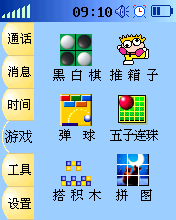 09:10
通话
消息
时间
游戏
工具
设置
黑白棋 推箱子
弹球 五子连珠
搭积木 拼图